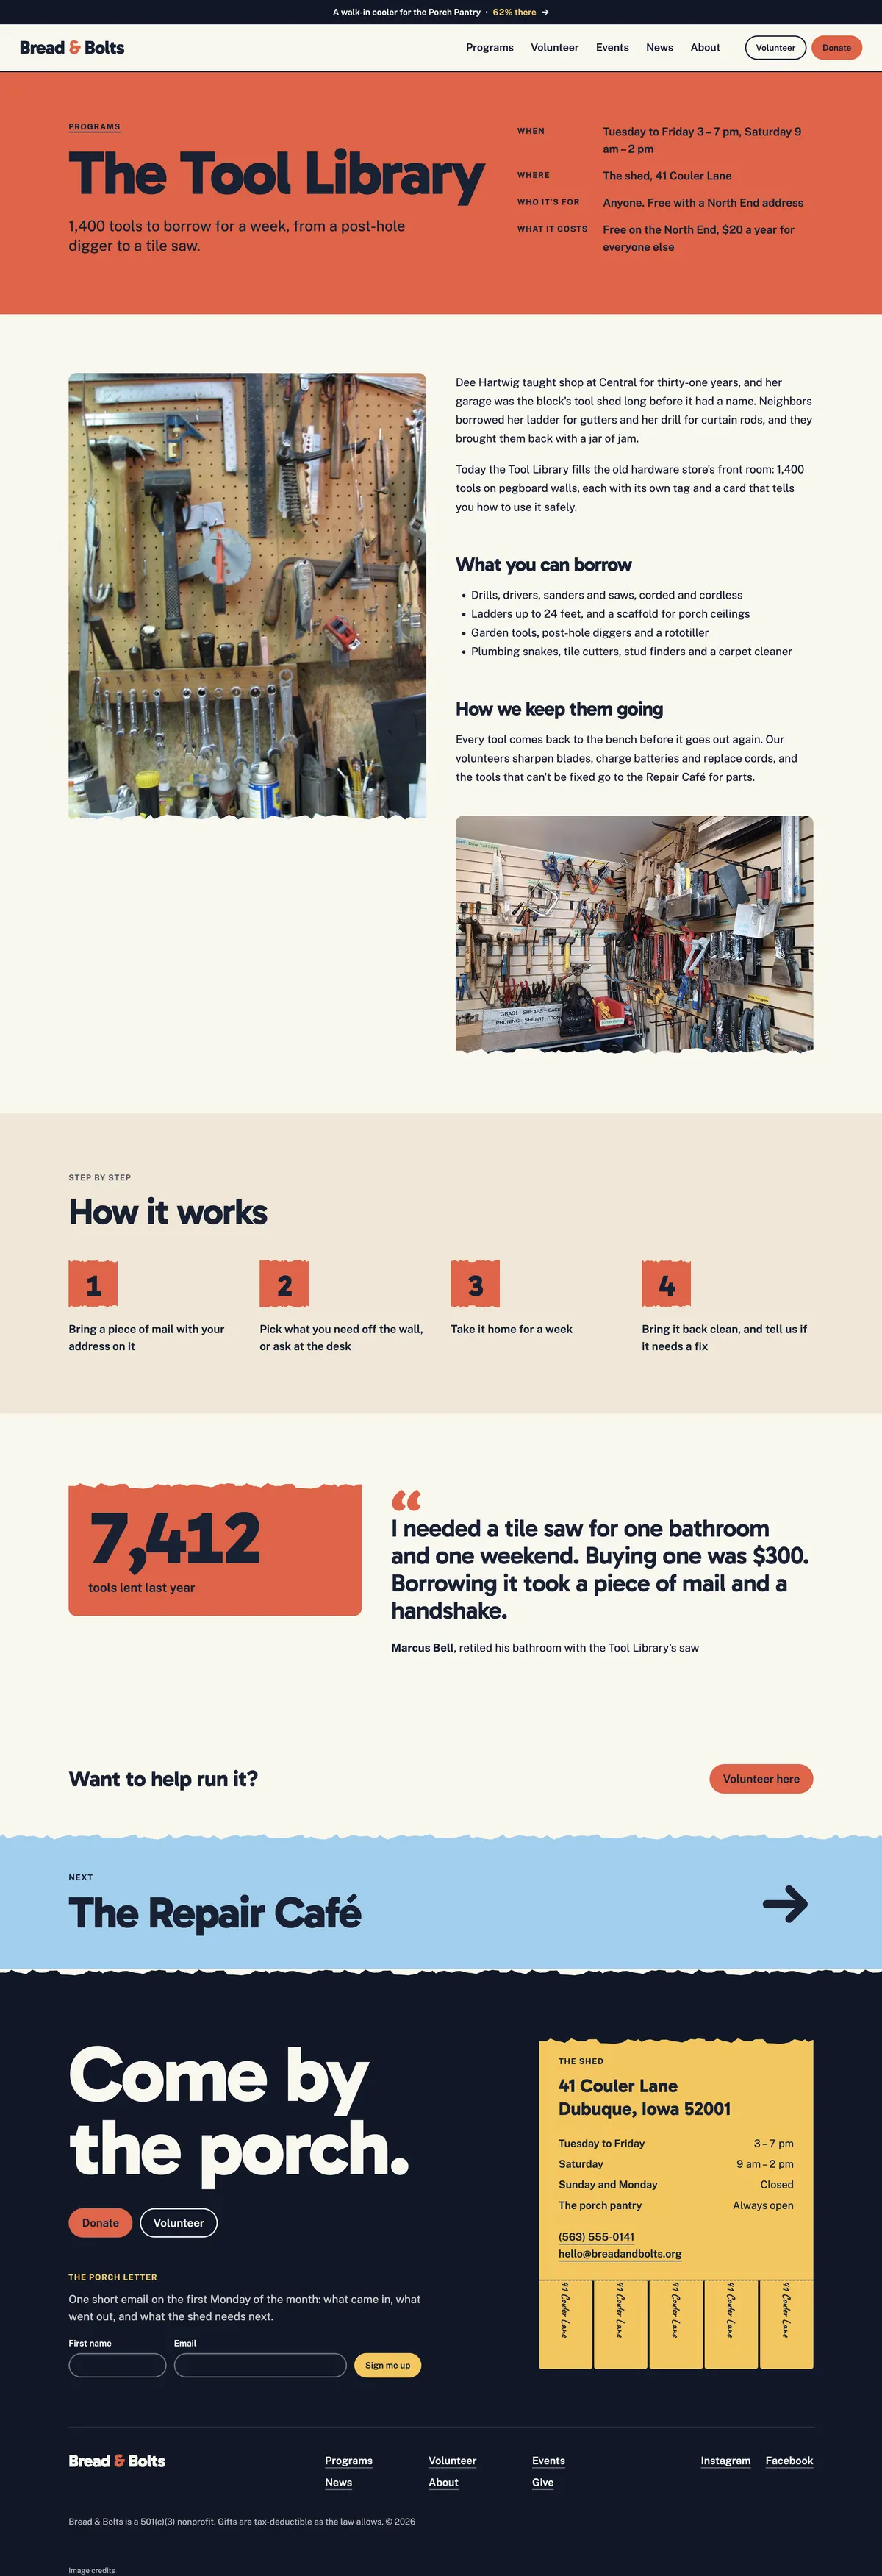 A walk-in cooler for the Porch Pantry · 62% there →
Bread & Bolts
Programs
Volunteer
Events
News
About
Volunteer
Donate
PROGRAMS
The Tool Library
1,400 tools to borrow for a week, from a post-hole
digger to a tile saw.
WHEN
Tuesday to Friday 3 – 7 pm, Saturday 9
am – 2 pm
WHERE
The shed, 41 Couler Lane
WHO IT'S FOR
Anyone. Free with a North End address
WHAT IT COSTS
Free on the North End, $20 a year for
everyone else
Dee Hartwig taught shop at Central for thirty-one years, and her
garage was the block's tool shed long before it had a name. Neighbors
borrowed her ladder for gutters and her drill for curtain rods, and they
brought them back with a jar of jam.
Today the Tool Library fills the old hardware store's front room: 1,400
tools on pegboard walls, each with its own tag and a card that tells
you how to use it safely.
What you can borrow
• Drills, drivers, sanders and saws, corded and cordless
• Ladders up to 24 feet, and a scaffold for porch ceilings
• Garden tools, post-hole diggers and a rototiller
• Plumbing snakes, tile cutters, stud finders and a carpet cleaner
How we keep them going
Every tool comes back to the bench before it goes out again. Our
volunteers sharpen blades, charge batteries and replace cords, and
the tools that can't be fixed go to the Repair Café for parts.
STEP BY STEP
How it works
1
Bring a piece of mail with your
address on it
2
Pick what you need off the wall,
or ask at the desk
3
Take it home for a week
4
Bring it back clean, and tell us if
it needs a fix
7,412
tools lent last year
“
I needed a tile saw for one bathroom
and one weekend. Buying one was $300.
Borrowing it took a piece of mail and a
handshake.
Marcus Bell, retiled his bathroom with the Tool Library's saw
Want to help run it?
Volunteer here
NEXT
The Repair Café
Come by
the porch.
Donate
Volunteer
THE PORCH LETTER
One short email on the first Monday of the month: what came in, what
went out, and what the shed needs next.
First name
Email
Sign me up
THE SHED
41 Couler Lane
Dubuque, Iowa 52001
Tuesday to Friday 3 – 7 pm
Saturday 9 am – 2 pm
Sunday and Monday Closed
The porch pantry Always open
(563) 555-0141
hello@breadandbolts.org
41 Couler Lane
41 Couler Lane
41 Couler Lane
41 Couler Lane
41 Couler Lane
Bread & Bolts
Programs
Volunteer
Events
News
About
Give
Instagram
Facebook
Bread & Bolts is a 501(c)(3) nonprofit. Gifts are tax-deductible as the law allows. © 2026
Image credits